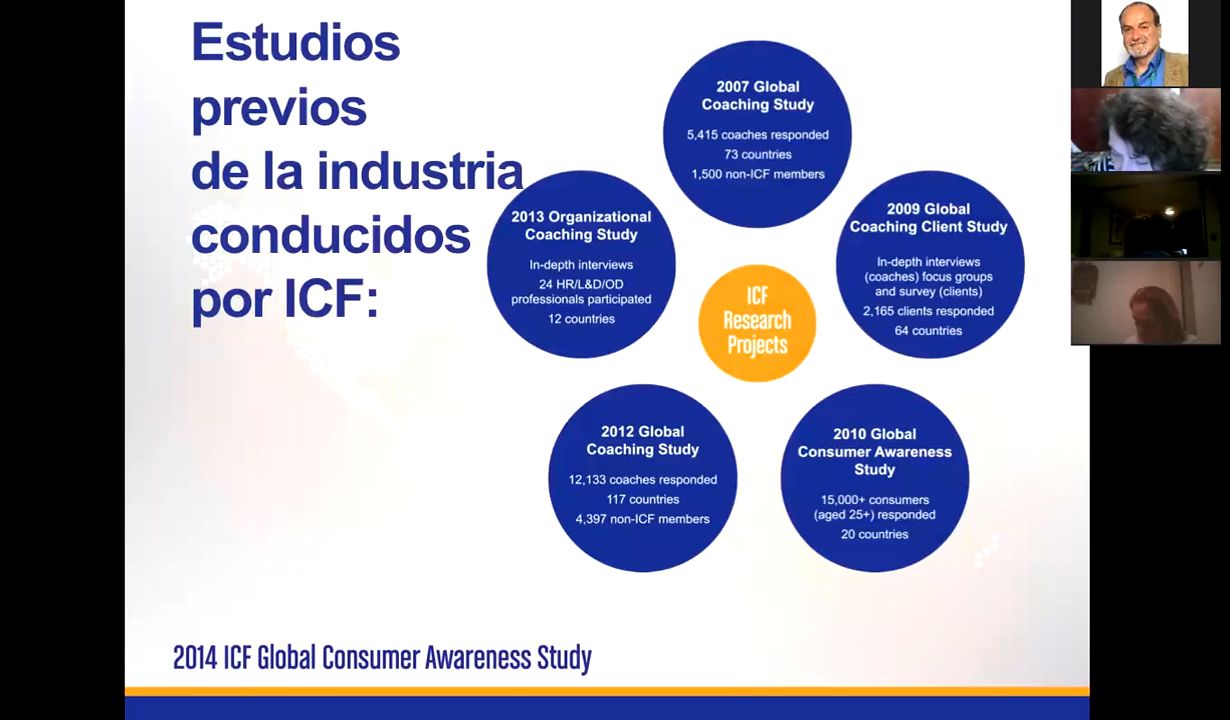 Estudios
previos
de la industria
conducidos
por ICF:
2007 Global
Coaching Study
5,415 coaches responded
73 countries
1,500 non-ICF members
2009 Global
Coaching Client Study
In-depth interviews
(coaches) focus groups
and survey (clients)
2,165 clients responded
64 countries
2010 Global
Consumer Awareness
Study
15,000+ consumers
(aged 25+) responded
20 countries
2012 Global
Coaching Study
12,133 coaches responded
117 countries
4,397 non-ICF members
2013 Organizational
Coaching Study
In-depth interviews
24 HR/L&D/OD
professionals participated
12 countries
ICF
Research
Projects
2014 ICF Global Consumer Awareness Study